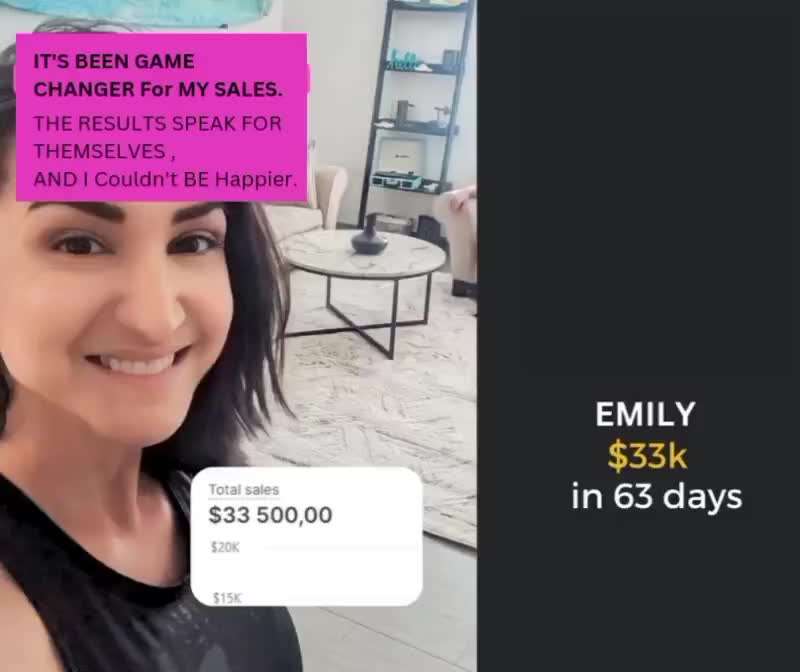 IT'S BEEN GAME
CHANGER For MY SALES.
THE RESULTS SPEAK FOR
THEMSELVES ,
AND I Couldn't BE Happier.
Total sales
$33 500,00
$20K
$15K
EMILY
$33k
in 63 days